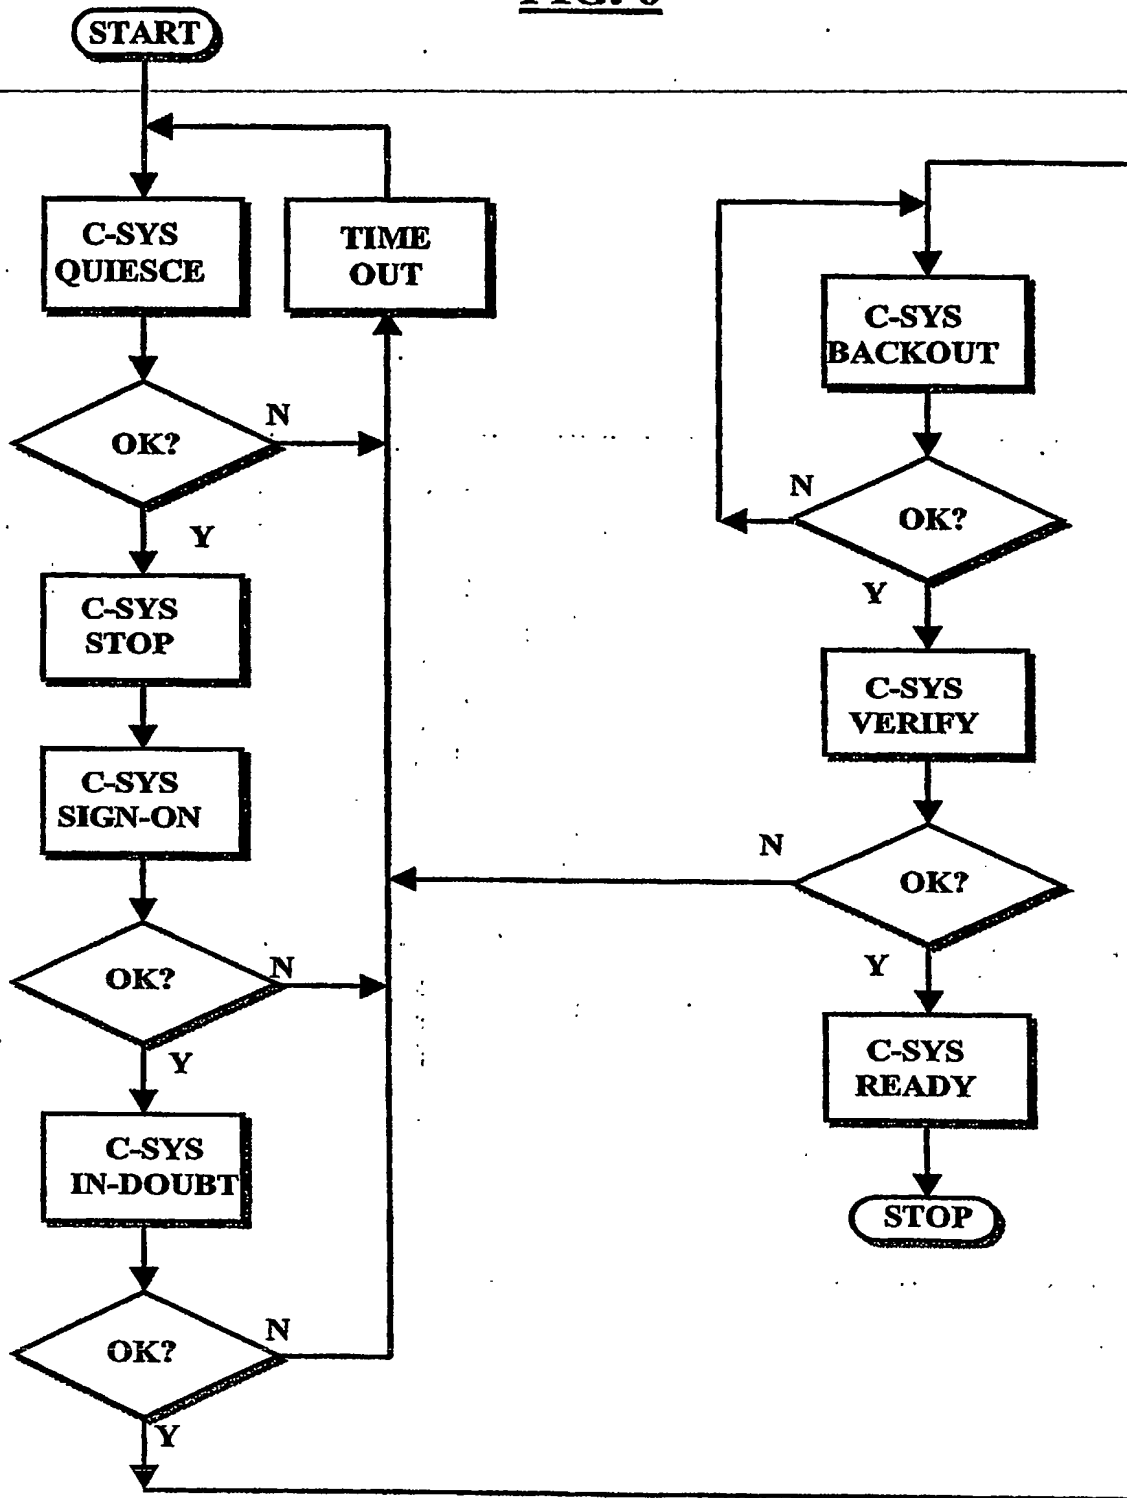 START
C-SYS
QUIESCE
TIME
OUT
OK?
N
Y
C-SYS
STOP
C-SYS
SIGN-ON
OK?
N
Y
C-SYS
IN-DOUBT
OK?
N
Y
C-SYS
BACKOUT
N
OK?
Y
C-SYS
VERIFY
N
OK?
Y
C-SYS
READY
STOP